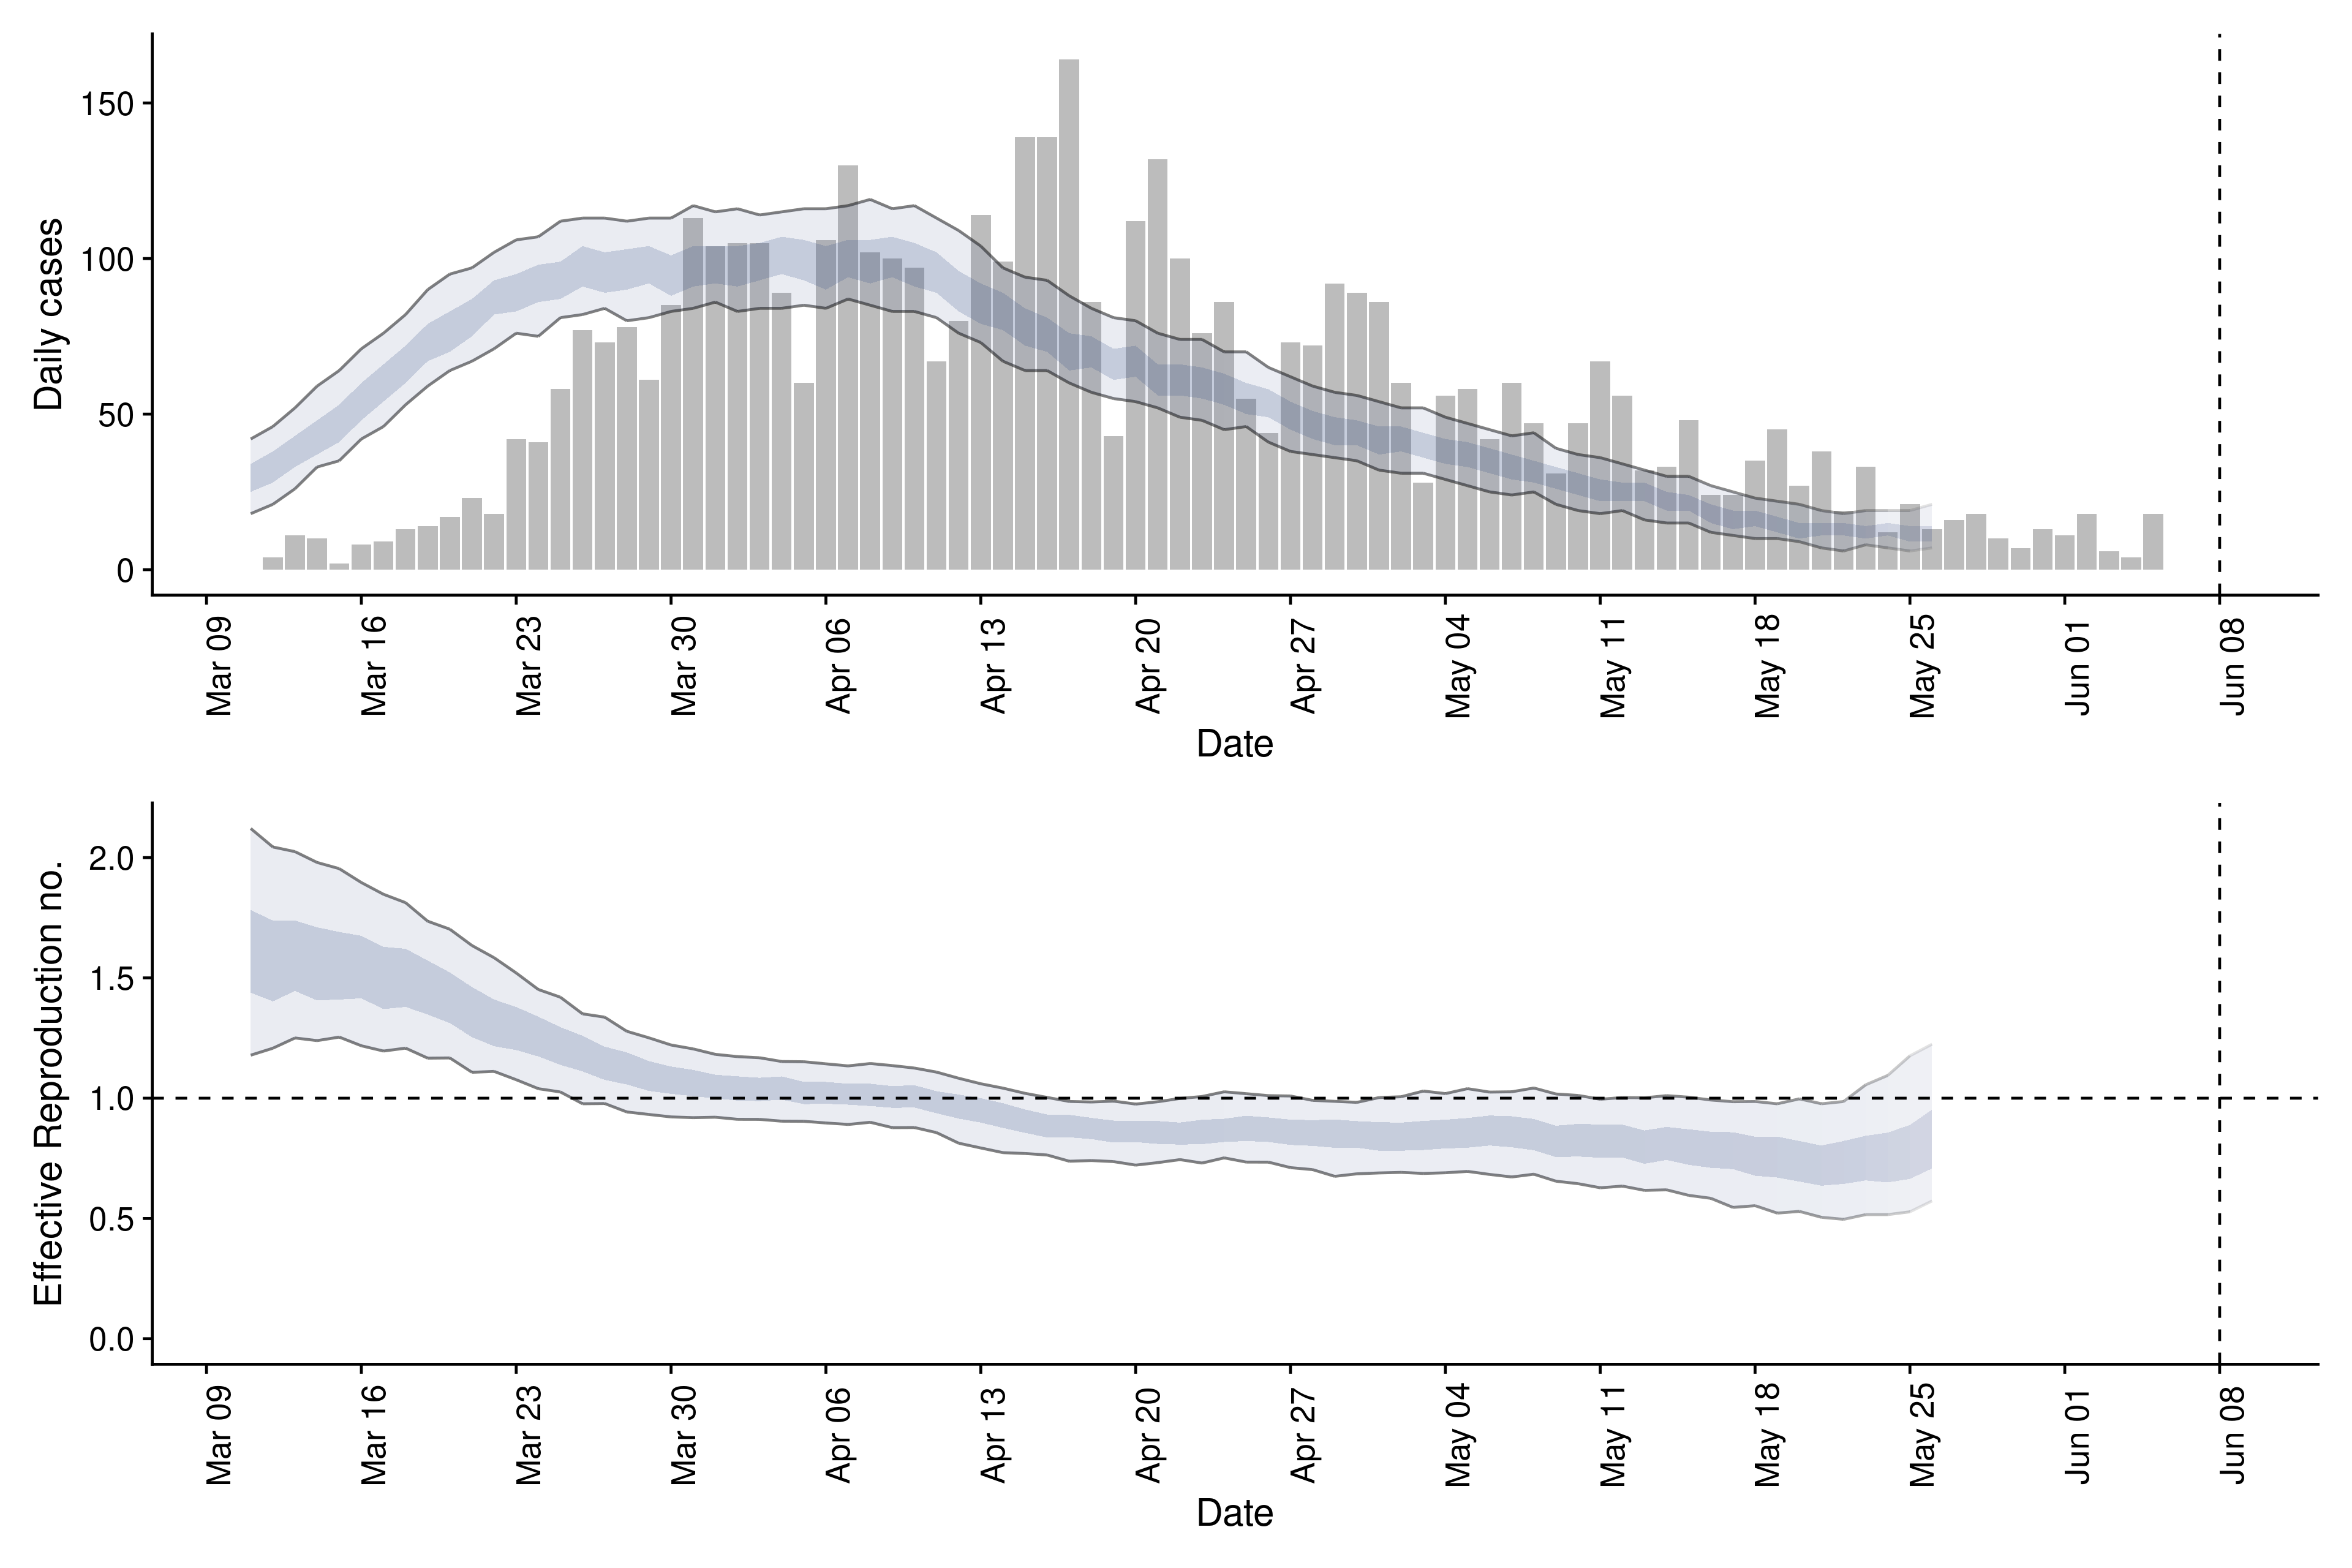 Daily cases
150
100
50
0
Mar 09
Mar 16
Mar 23
Mar 30
Apr 06
Apr 13
Apr 20
Apr 27
May 04
May 11
May 18
May 25
Jun 01
Jun 08
Date
Effective Reproduction no.
2.0
1.5
1.0
0.5
0.0
Mar 09
Mar 16
Mar 23
Mar 30
Apr 06
Apr 13
Apr 20
Apr 27
May 04
May 11
May 18
May 25
Jun 01
Jun 08
Date